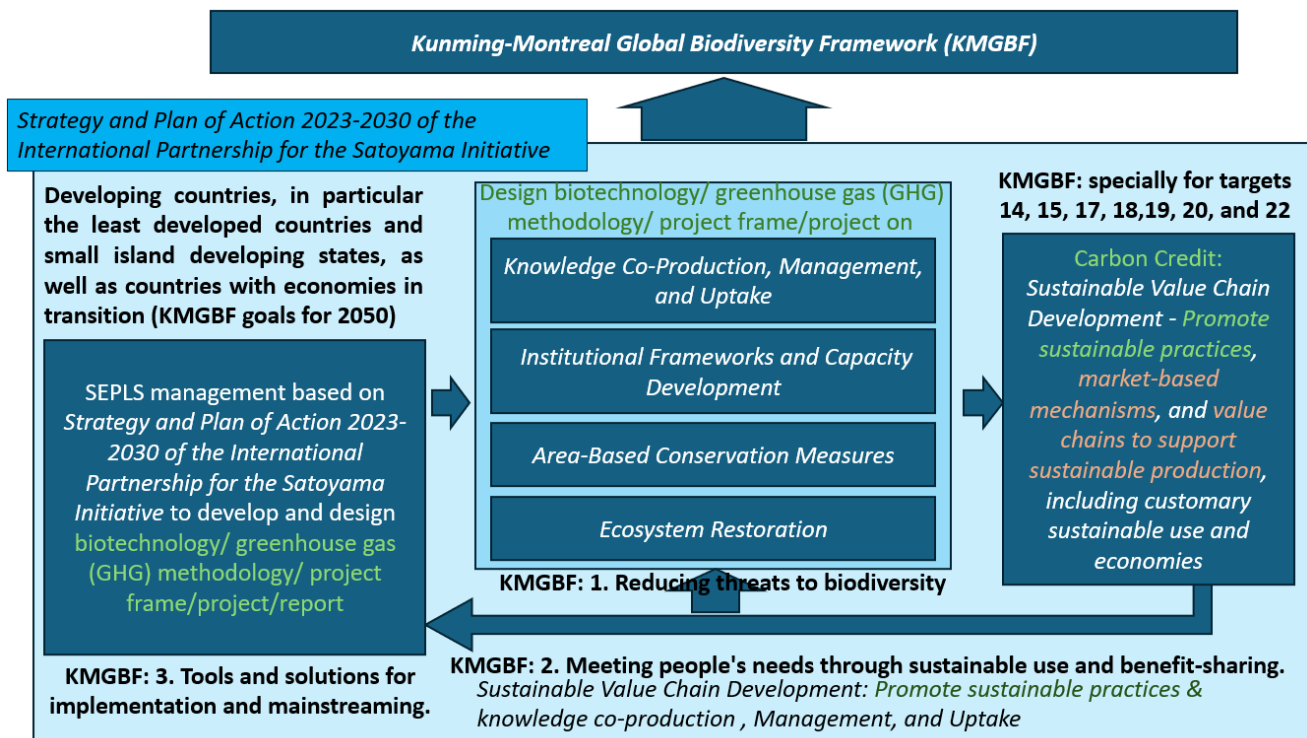 Kunming-Montreal Global Biodiversity Framework (KMGBF)
Strategy and Plan of Action 2023-2030 of the
International Partnership for the Satoyama Initiative
Developing countries, in particular
the least developed countries and
small island developing states, as
well as countries with economies in
transition (KMGBF goals for 2050)
SEPLS management based on
Strategy and Plan of Action 2023-
2030 of the International
Partnership for the Satoyama
Initiative to develop and design
biotechnology/ greenhouse gas
(GHG) methodology/ project
frame/project/report
KMGBF: 3. Tools and solutions for
implementation and mainstreaming.
Design biotechnology/ greenhouse gas (GHG)
methodology/ project frame/project on
Knowledge Co-Production, Management,
and Uptake
Institutional Frameworks and Capacity
Development
Area-Based Conservation Measures
Ecosystem Restoration
KMGBF: 1. Reducing threats to biodiversity
KMGBF: specially for targets
14, 15, 17, 18,19, 20, and 22
Carbon Credit:
Sustainable Value Chain
Development - Promote
sustainable practices,
market-based
mechanisms, and value
chains to support
sustainable production,
including customary
sustainable use and
economies
KMGBF: 2. Meeting people's needs through sustainable use and benefit-sharing.
Sustainable Value Chain Development: Promote sustainable practices &
knowledge co-production , Management, and Uptake